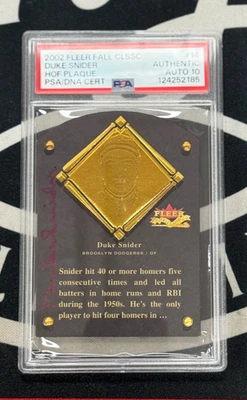 2002 FLEER FALL CLSSC #14
DUKE SNIDER AUTHENTIC
HOF PLAQUE AUTO 10
PSA/DNA CERT PSA 124252185
FLEER
Duke Snider
BROOKLYN DODGERS / OF
Snider hit 40 or more homers five
consecutive times and led all
batters in home runs and RBI
during the 1950s. He's the only
player to hit four homers in ...